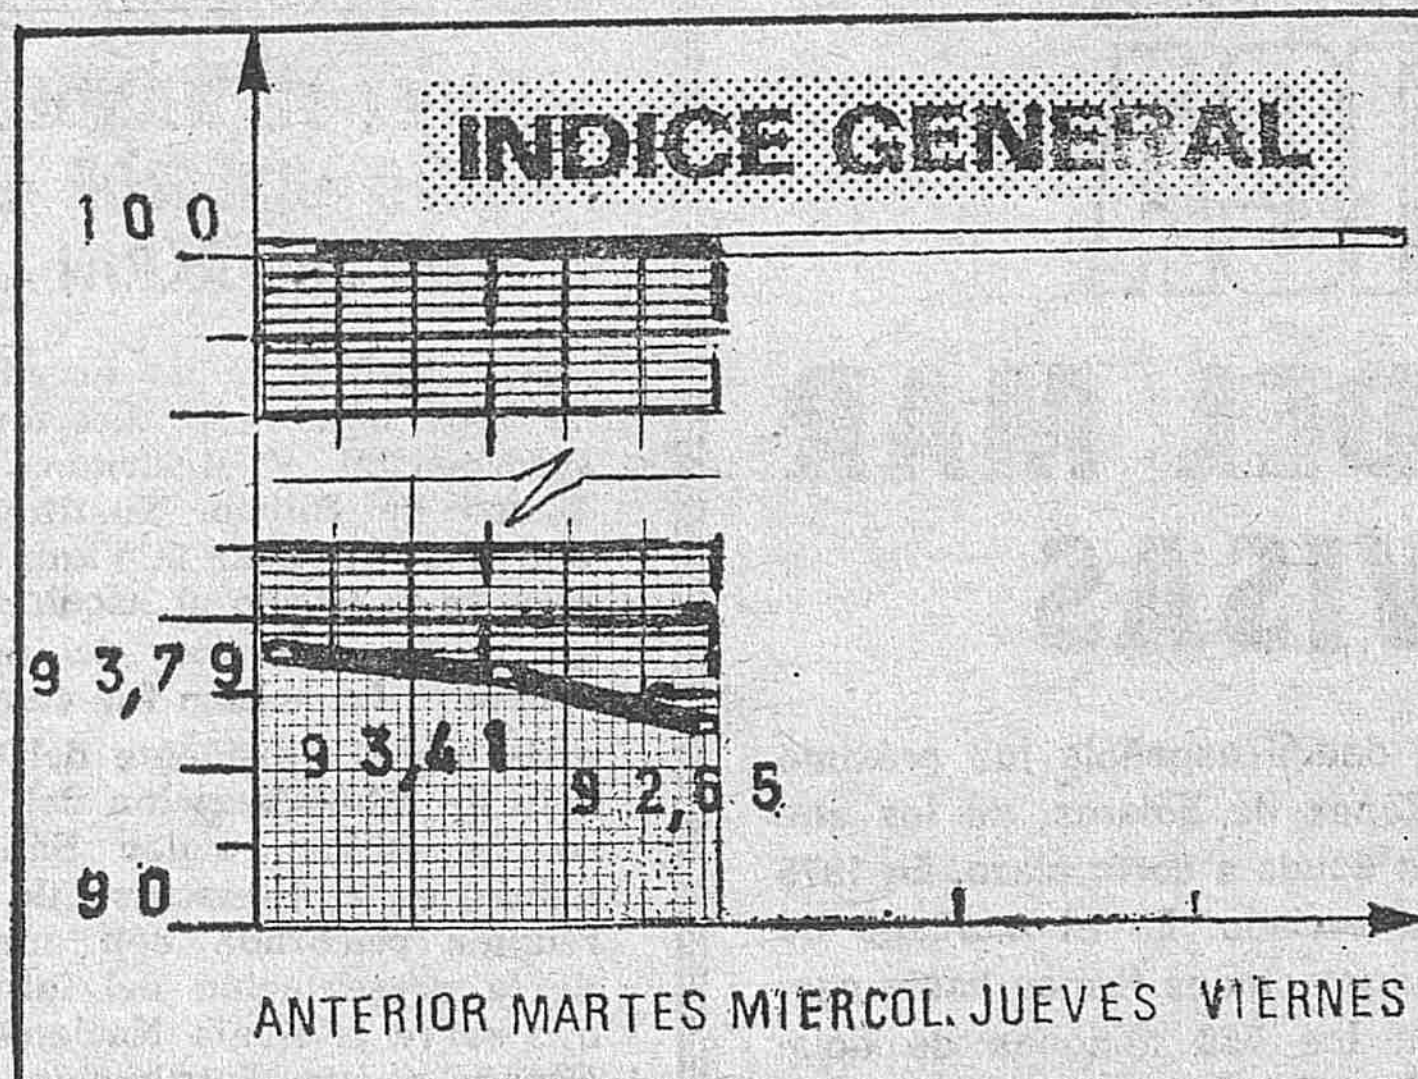 INDICE GENERAL
100
93,79
93,41
92,65
90
ANTERIOR MARTES MIERCOL. JUEVES VIERNES